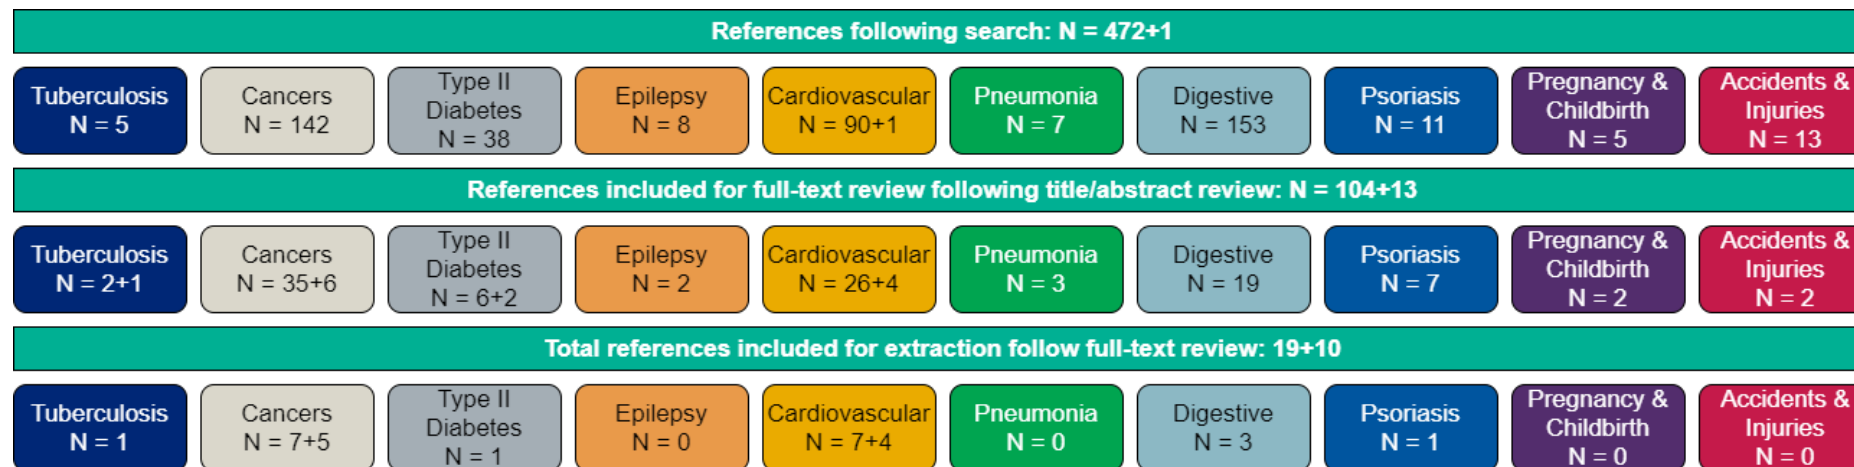 References following search: N = 472+1
Tuberculosis
N = 5
Cancers
N = 142
Type II
Diabetes
N = 38
Epilepsy
N = 8
Cardiovascular
N = 90+1
Pneumonia
N = 7
Digestive
N = 153
Psoriasis
N = 11
Pregnancy &
Childbirth
N = 5
Accidents &
Injuries
N = 13
References included for full-text review following title/abstract review: N = 104+13
Tuberculosis
N = 2+1
Cancers
N = 35+6
Type II
Diabetes
N = 6+2
Epilepsy
N = 2
Cardiovascular
N = 26+4
Pneumonia
N = 3
Digestive
N = 19
Psoriasis
N = 7
Pregnancy &
Childbirth
N = 2
Accidents &
Injuries
N = 2
Total references included for extraction follow full-text review: 19+10
Tuberculosis
N = 1
Cancers
N = 7+5
Type II
Diabetes
N = 1
Epilepsy
N = 0
Cardiovascular
N = 7+4
Pneumonia
N = 0
Digestive
N = 3
Psoriasis
N = 1
Pregnancy &
Childbirth
N = 0
Accidents &
Injuries
N = 0